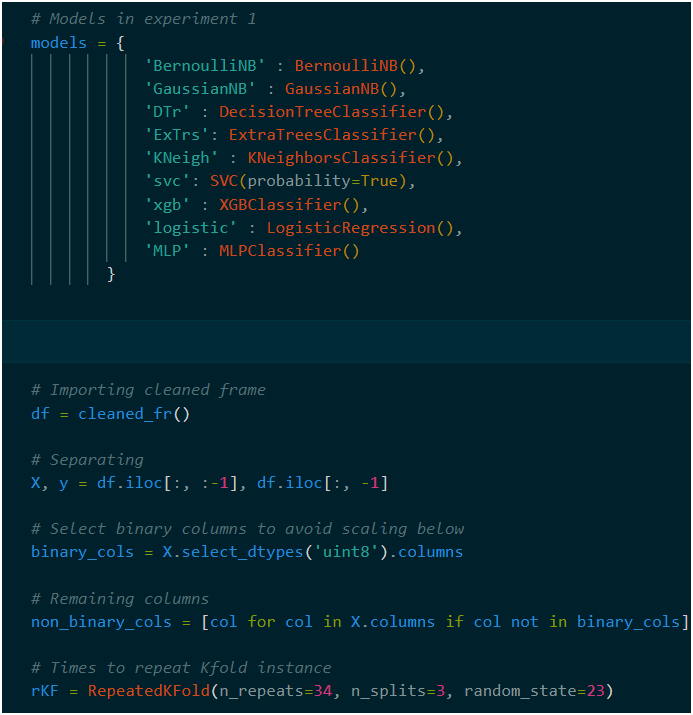 # Models in experiment 1
models = {
'BernoulliNB' : BernoulliNB(),
'GaussianNB' : GaussianNB(),
'DTr' : DecisionTreeClassifier(),
'ExTrs': ExtraTreesClassifier(),
'KNeigh' : KNeighborsClassifier(),
'svc': SVC(probability=True),
'xgb' : XGBClassifier(),
'logistic' : LogisticRegression(),
'MLP' : MLPClassifier()
}
# Importing cleaned frame
df = cleaned_fr()
# Separating
X, y = df.iloc[:, :-1], df.iloc[:, -1]
# Select binary columns to avoid scaling below
binary_cols = X.select_dtypes('uint8').columns
# Remaining columns
non_binary_cols = [col for col in X.columns if col not in binary_cols]
# Times to repeat Kfold instance
rKF = RepeatedKFold(n_repeats=34, n_splits=3, random_state=23)